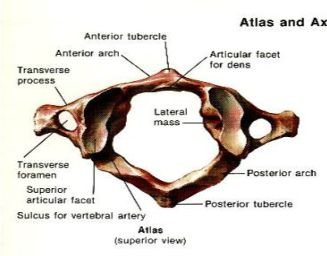 Atlas and Ax
Anterior tubercle
Anterior arch
Articular facet
for dens
Transverse
process
Lateral
mass
Transverse
foramen
Superior
articular facet
Sulcus for vertebral artery
Posterior arch
Posterior tubercle
Atlas
(superior view)